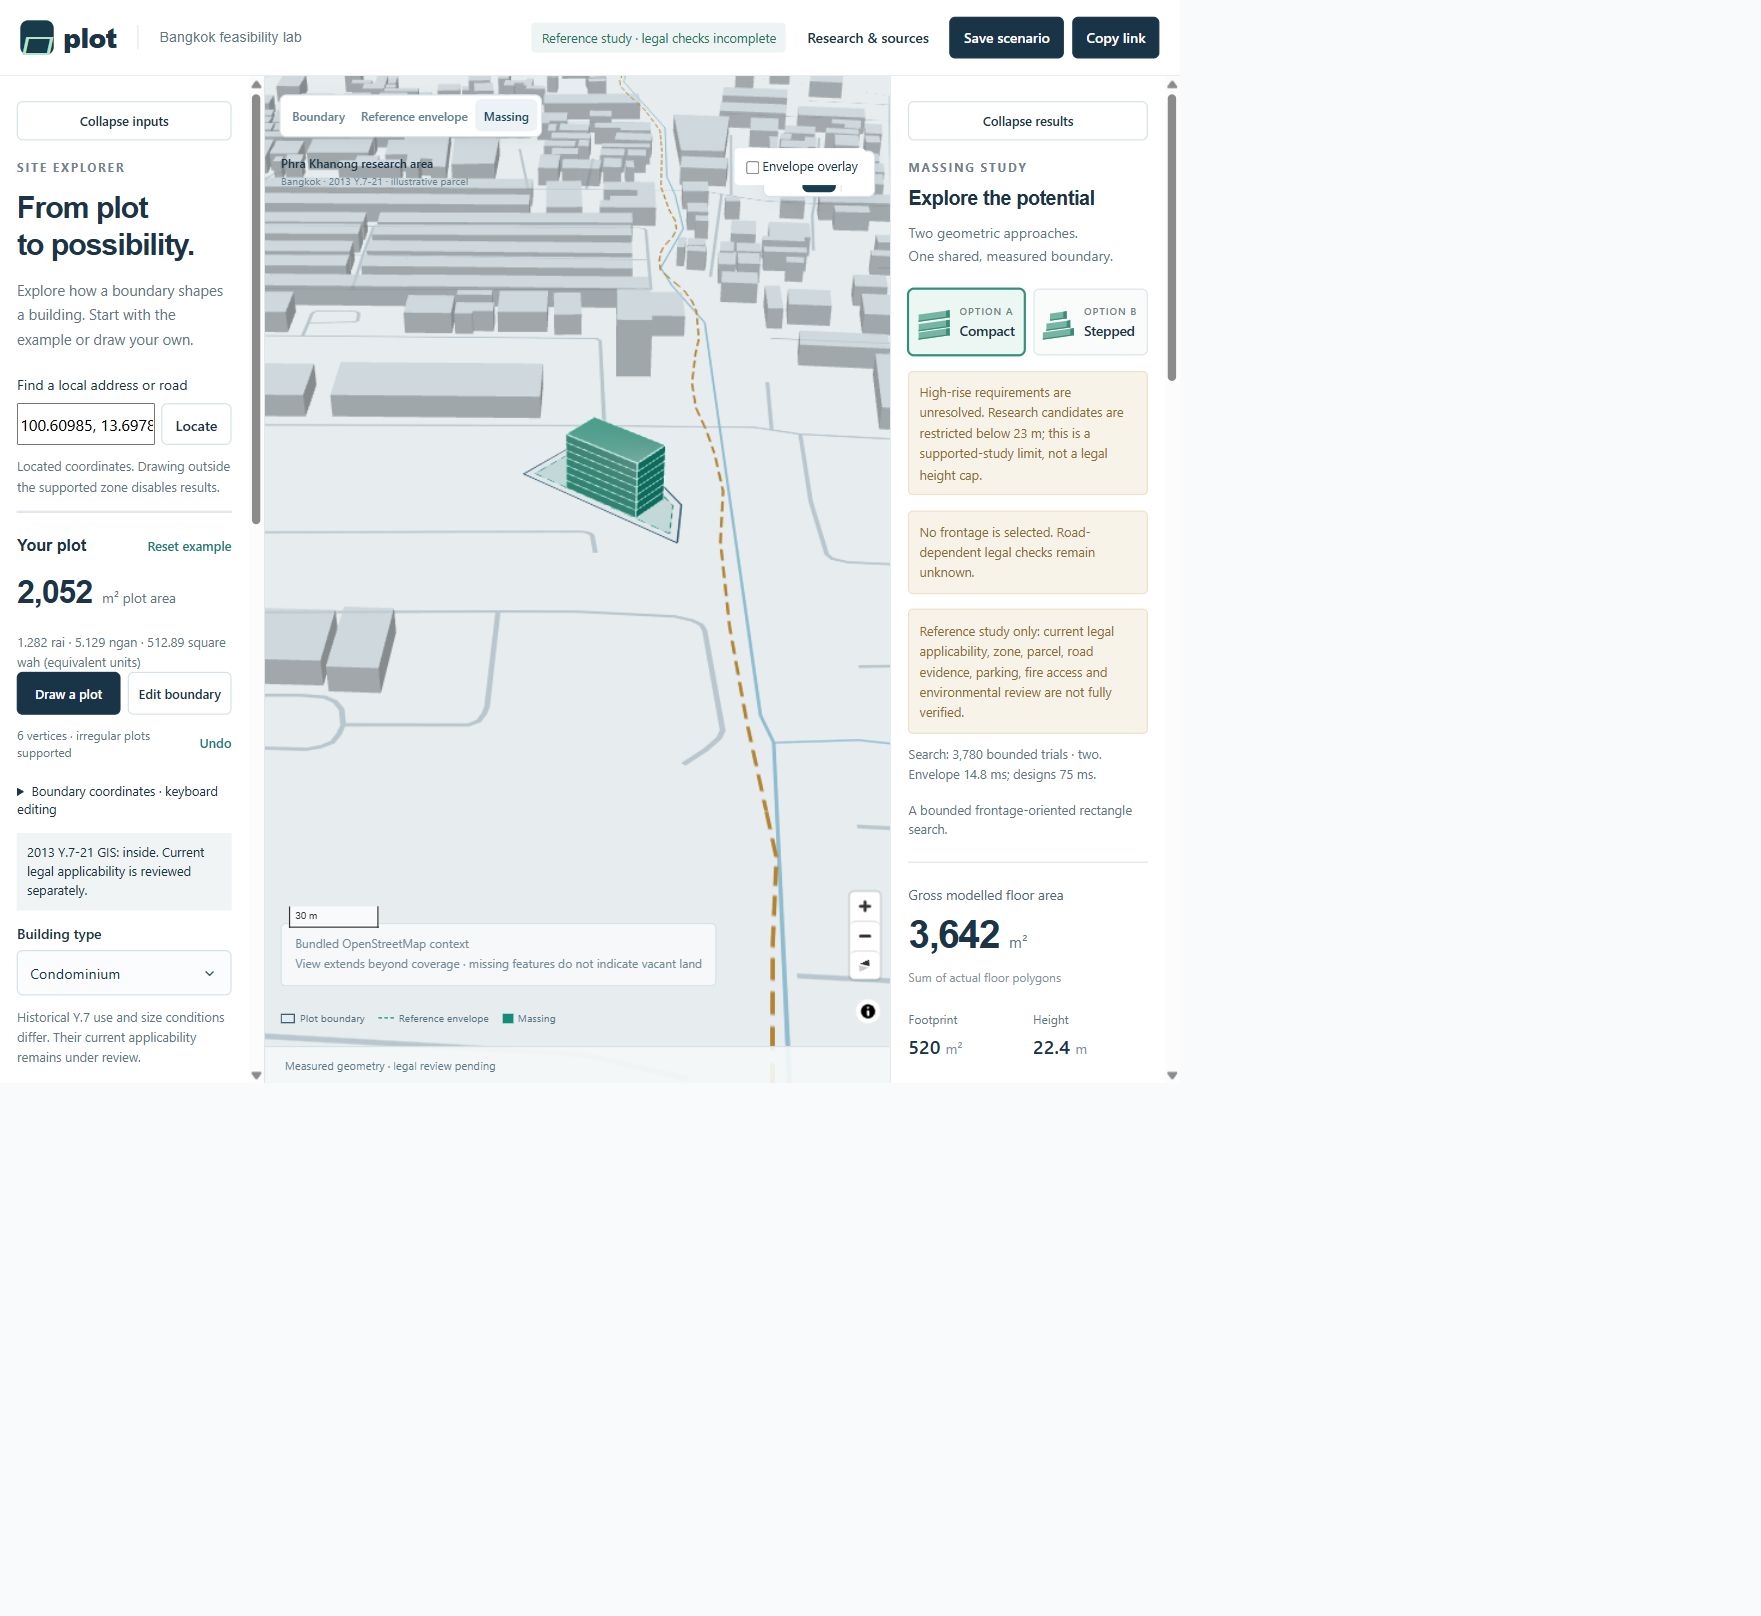 plot
Bangkok feasibility lab
Reference study · legal checks incomplete
Research & sources
Save scenario
Copy link
Collapse inputs
SITE EXPLORER
From plot
to possibility.
Explore how a boundary shapes
a building. Start with the
example or draw your own.
Find a local address or road
100.60985, 13.6978
Locate
Located coordinates. Drawing outside
the supported zone disables results.
Your plot
Reset example
2,052 m² plot area
1.282 rai · 5.129 ngan · 512.89 square
wah (equivalent units)
Draw a plot
Edit boundary
6 vertices · irregular plots
supported
Undo
Boundary coordinates · keyboard
editing
2013 Y.7-21 GIS: inside. Current
legal applicability is reviewed
separately.
Building type
Condominium
Historical Y.7 use and size conditions
differ. Their current applicability
remains under review.
Boundary
Reference envelope
Massing
Phra Khanong research area
Bangkok · 2013 Y.7-21 · illustrative parcel
Envelope overlay
30 m
Bundled OpenStreetMap context
View extends beyond coverage · missing features do not indicate vacant land
Plot boundary
Reference envelope
Massing
Measured geometry · legal review pending
Collapse results
MASSING STUDY
Explore the potential
Two geometric approaches.
One shared, measured boundary.
OPTION A
Compact
OPTION B
Stepped
High-rise requirements are
unresolved. Research candidates are
restricted below 23 m; this is a
supported-study limit, not a legal
height cap.
No frontage is selected. Road-
dependent legal checks remain
unknown.
Reference study only: current legal
applicability, zone, parcel, road
evidence, parking, fire access and
environmental review are not fully
verified.
Search: 3,780 bounded trials · two.
Envelope 14.8 ms; designs 75 ms.
A bounded frontage-oriented rectangle
search.
Gross modelled floor area
3,642 m²
Sum of actual floor polygons
Footprint
Height
520 m²
22.4 m